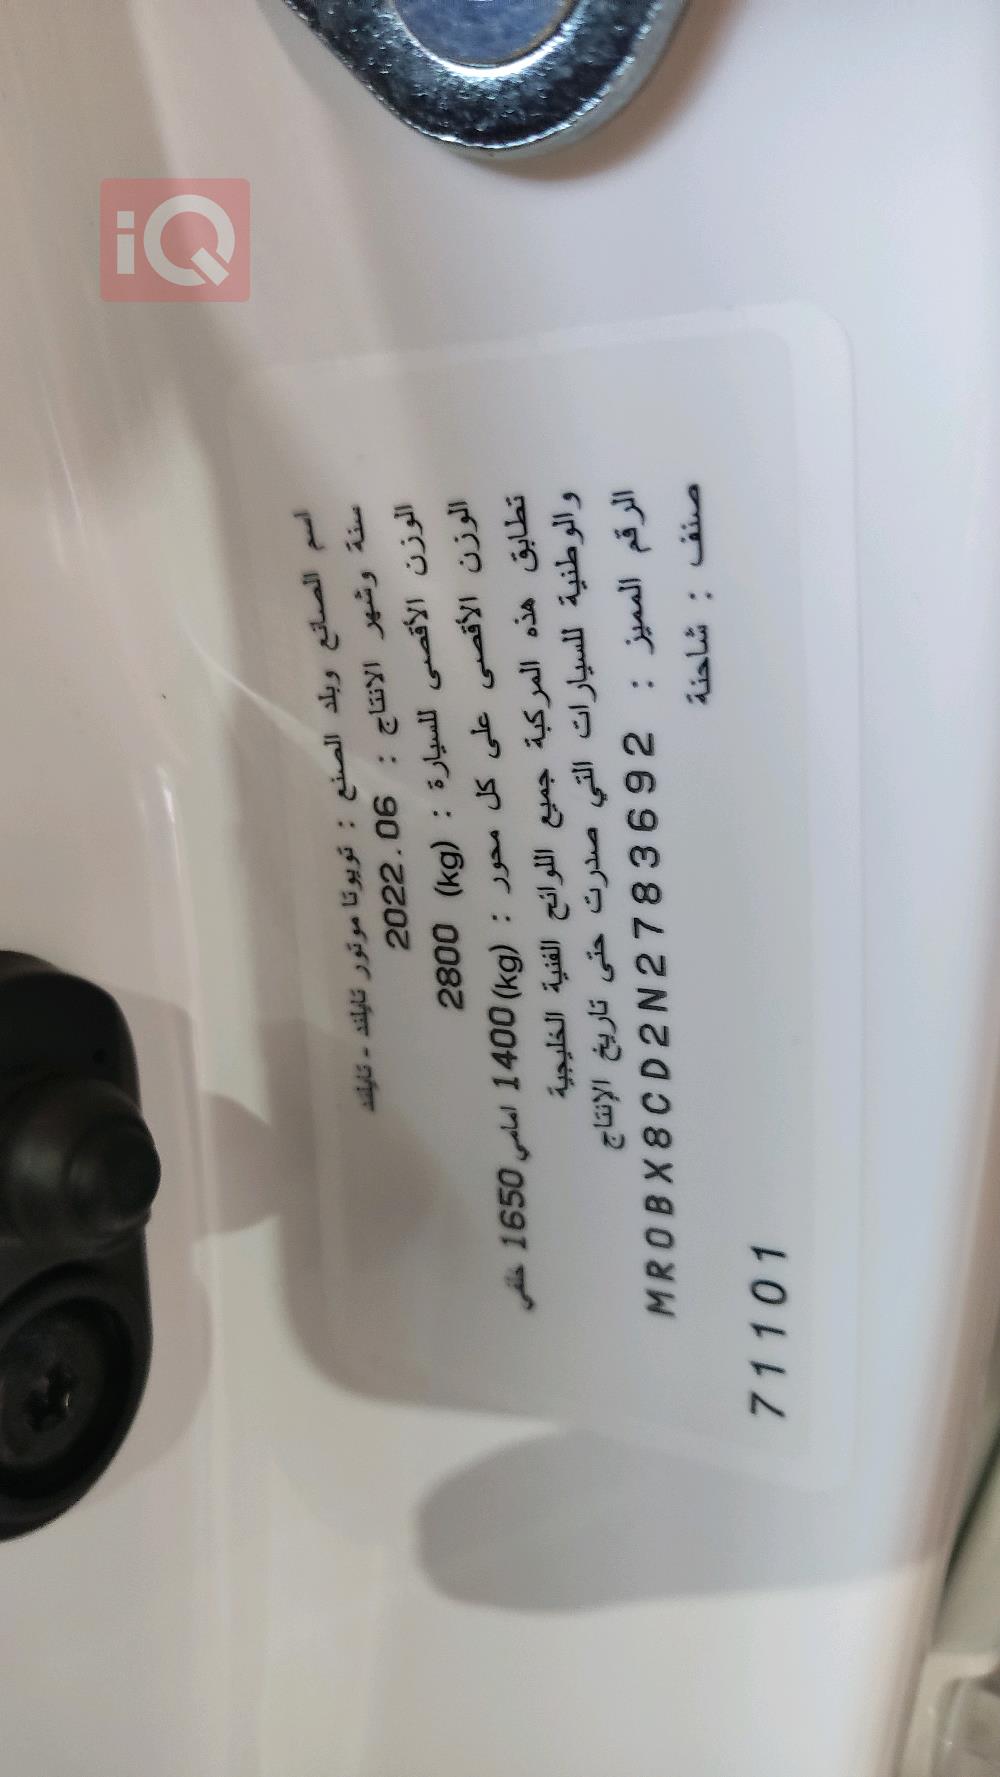 iQ
اسم الصانع وبلد الصنع : تويوتا موتور تايلند - تايلند
سنة وشهر الانتاج : 2022.06
الوزن الأقصى للسيارة : (kg) 2800
الوزن الأقصى على كل محور : (kg) 1400 امامي 1650 خلفي
تطابق هذه المركبة جميع اللوائح الفنية الخليجية
والوطنية للسيارات التي صدرت حتى تاريخ الإنتاج
الرقم المميز : MR0BX8CD2N2783692
صنف : شاحنة
71101